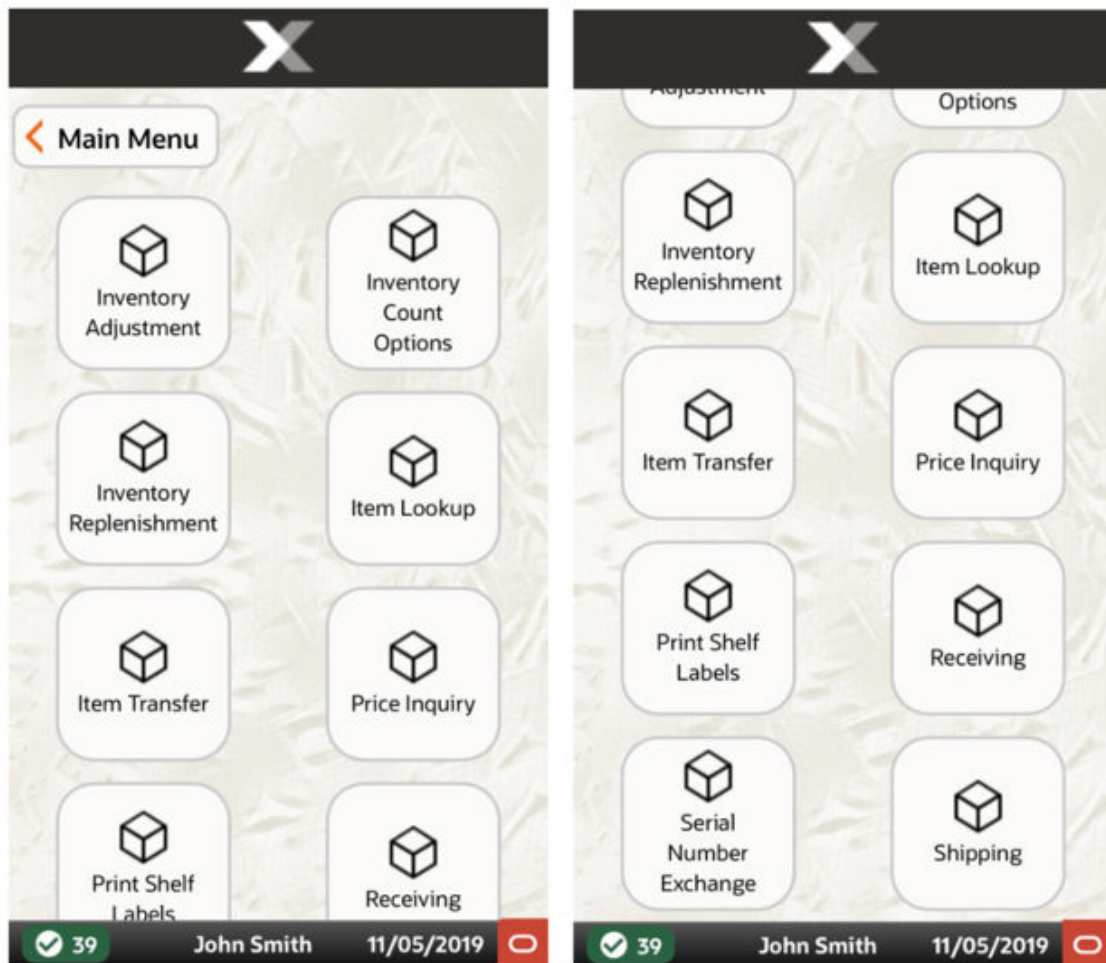 Main Menu
Inventory
Adjustment
Inventory
Count
Options
Inventory
Replenishment
Item Lookup
Item Transfer
Price Inquiry
Print Shelf
Labels
Receiving
39
John Smith
11/05/2019
Adjustment
Options
Inventory
Replenishment
Item Lookup
Item Transfer
Price Inquiry
Print Shelf
Labels
Receiving
Serial
Number
Exchange
Shipping
39
John Smith
11/05/2019